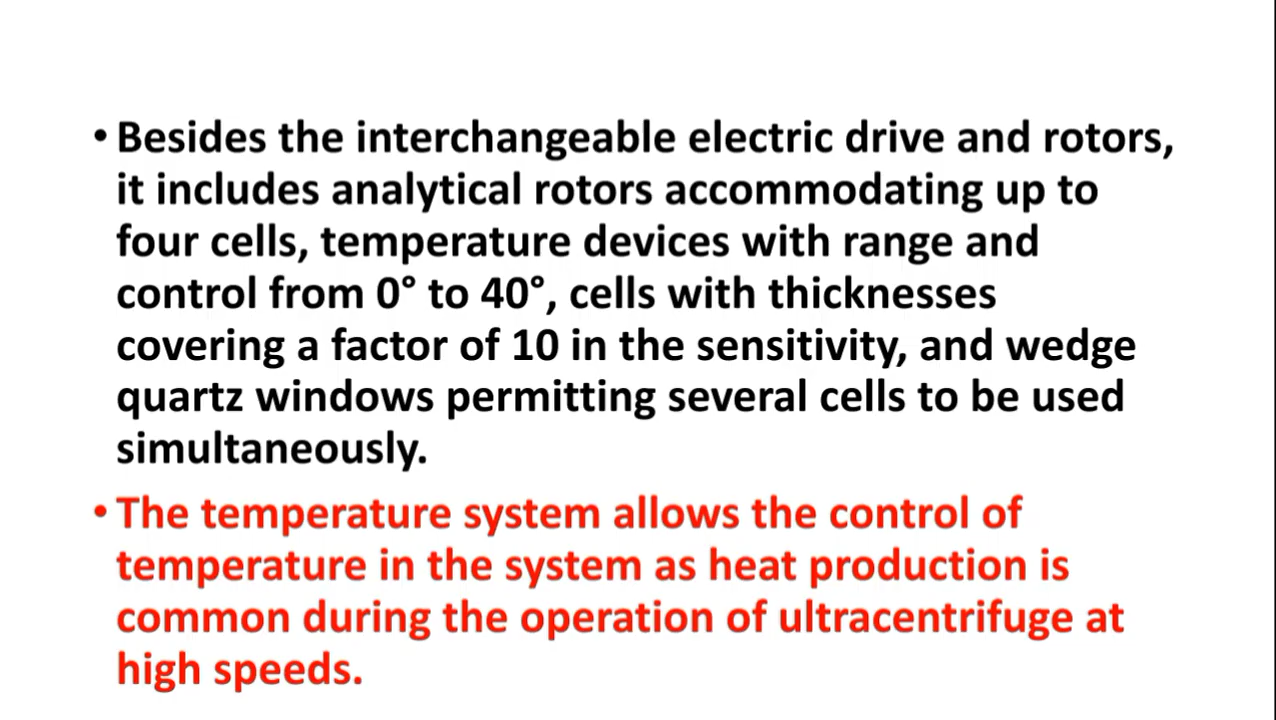 • Besides the interchangeable electric drive and rotors,
it includes analytical rotors accommodating up to
four cells, temperature devices with range and
control from 0° to 40°, cells with thicknesses
covering a factor of 10 in the sensitivity, and wedge
quartz windows permitting several cells to be used
simultaneously.
• The temperature system allows the control of
temperature in the system as heat production is
common during the operation of ultracentrifuge at
high speeds.